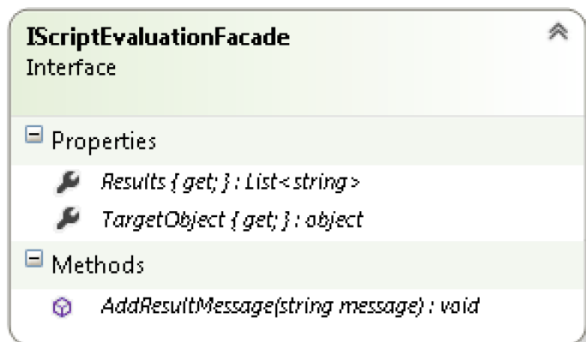 IScriptEvaluationFacade
Interface
Properties
Results { get; } : List<string>
TargetObject { get; } : object
Methods
AddResultMessage(string message) : void